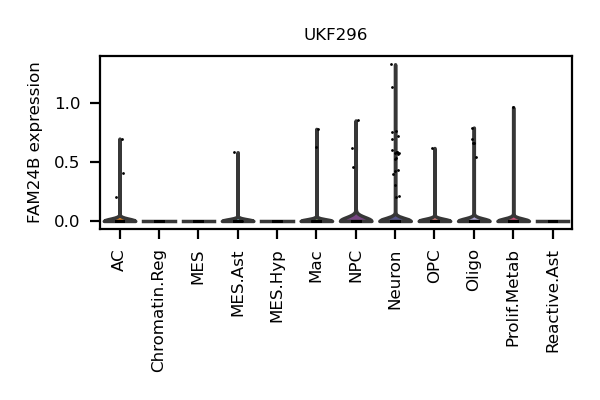 UKF296
FAM24B expression
1.0
0.5
0.0
AC
Chromatin.Reg
MES
MES.Ast
MES.Hyp
Mac
NPC
Neuron
OPC
Oligo
Prolif.Metab
Reactive.Ast